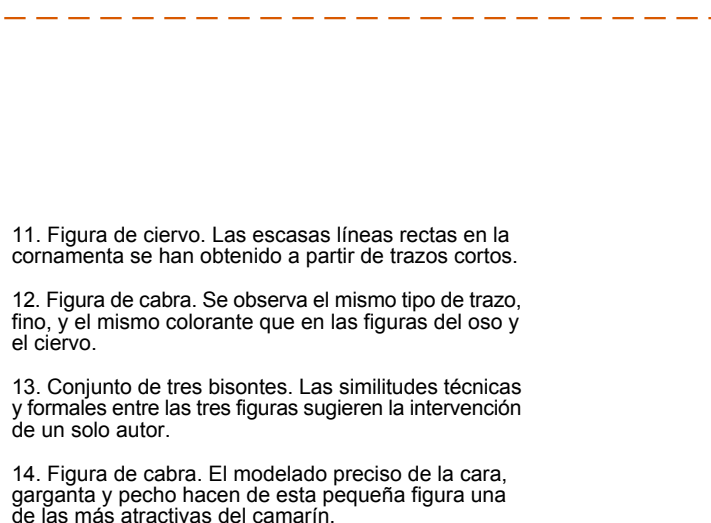 11. Figura de ciervo. Las escasas líneas rectas en la
cornamenta se han obtenido a partir de trazos cortos.
12. Figura de cabra. Se observa el mismo tipo de trazo,
fino, y el mismo colorante que en las figuras del oso y
el ciervo.
13. Conjunto de tres bisontes. Las similitudes técnicas
y formales entre las tres figuras sugieren la intervención
de un solo autor.
14. Figura de cabra. El modelado preciso de la cara,
garganta y pecho hacen de esta pequeña figura una
de las más atractivas del camarín.